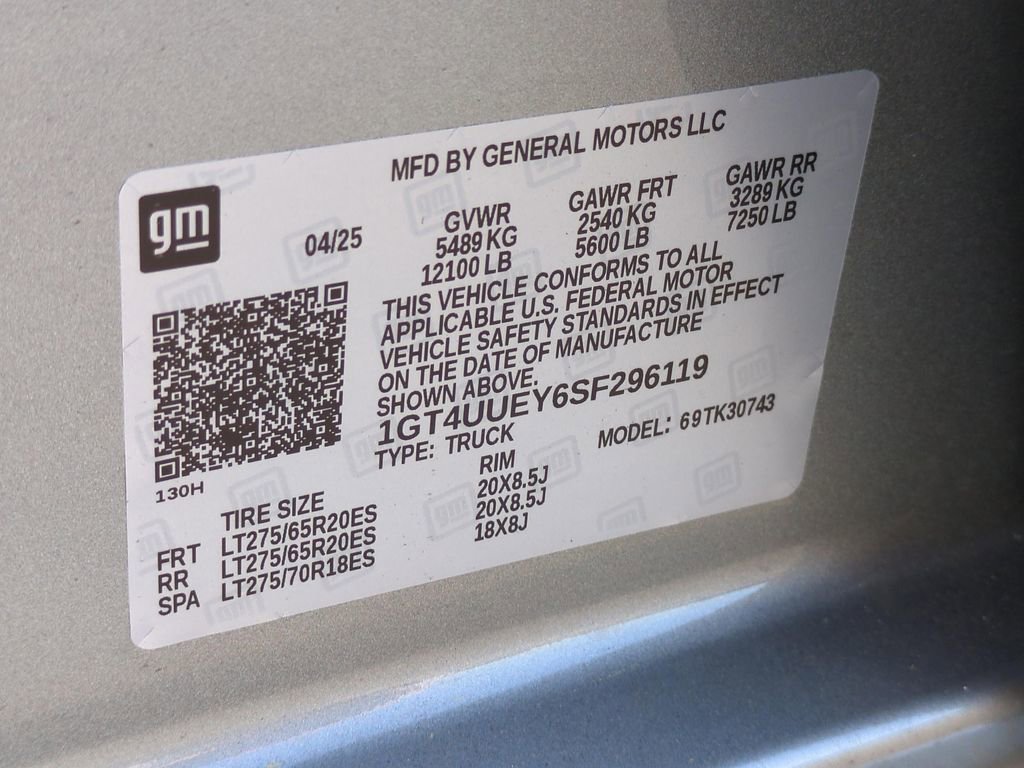 MFD BY GENERAL MOTORS LLC
gm 04/25 GVWR GAWR FRT GAWR RR
5489 KG 2540 KG 3289 KG
12100 LB 5600 LB 7250 LB
THIS VEHICLE CONFORMS TO ALL
APPLICABLE U.S. FEDERAL MOTOR
VEHICLE SAFETY STANDARDS IN EFFECT
ON THE DATE OF MANUFACTURE
SHOWN ABOVE.
1GT4UUEY6SF296119
TYPE: TRUCK MODEL: 69TK30743
130H
TIRE SIZE RIM
FRT LT275/65R20ES 20X8.5J
RR LT275/65R20ES 20X8.5J
SPA LT275/70R18ES 18X8J